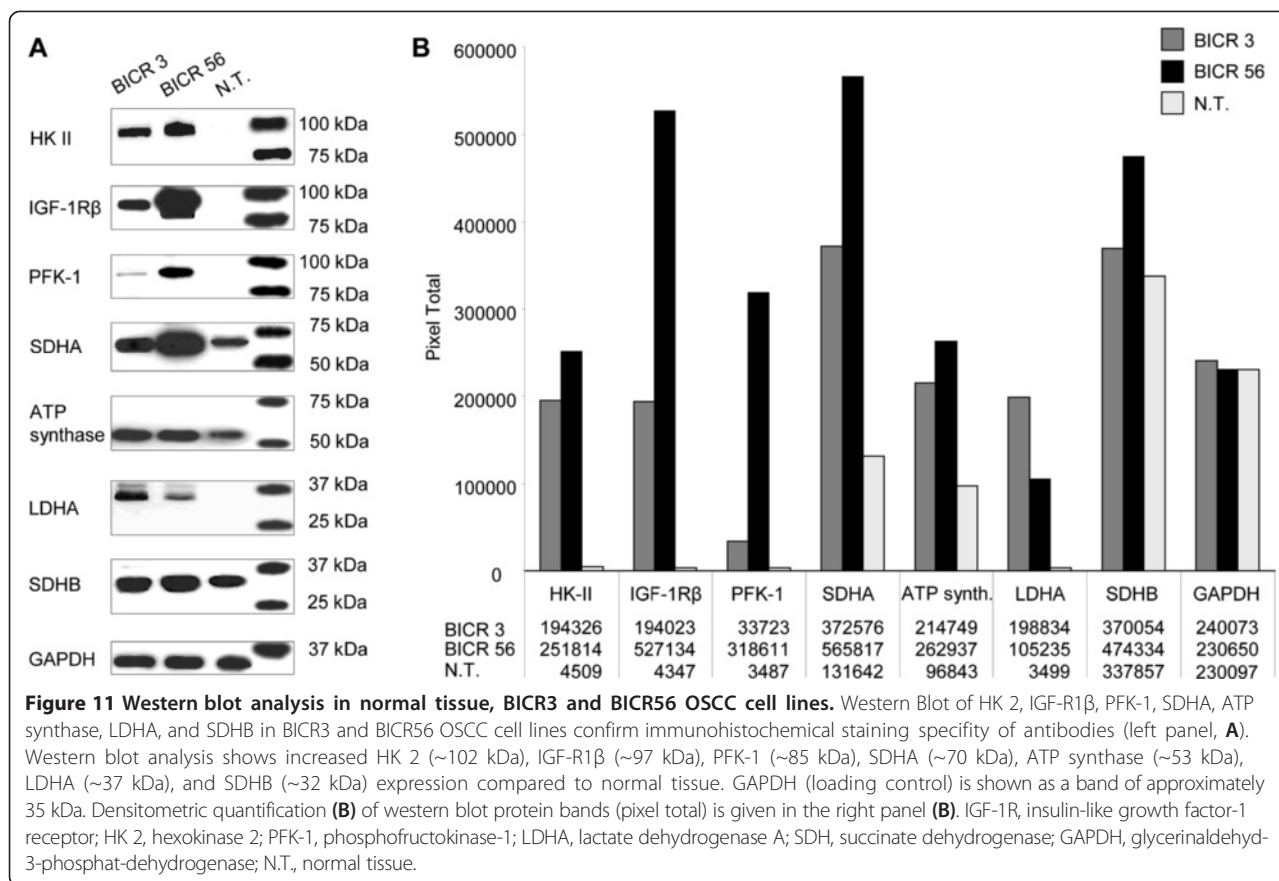 A
BICR 3 BICR 56 N.T.
HK II
100 kDa
75 kDa
IGF-1Rβ
100 kDa
75 kDa
PFK-1
100 kDa
75 kDa
SDHA
75 kDa
50 kDa
ATP
synthase
75 kDa
50 kDa
LDHA
37 kDa
25 kDa
SDHB
37 kDa
25 kDa
GAPDH
37 kDa
B
BICR 3
BICR 56
N.T.
Pixel Total
600000
500000
400000
300000
200000
100000
0
HK-II IGF-1Rβ PFK-1 SDHA ATP synth. LDHA SDHB GAPDH
BICR 3 194326 194023 33723 372576 214749 198834 370054 240073
BICR 56 251814 527134 318611 565817 262937 105235 474334 230650
N.T. 4509 4347 3487 131642 96843 3499 337857 230097
Figure 11 Western blot analysis in normal tissue, BICR3 and BICR56 OSCC cell lines. Western Blot of HK 2, IGF-R1β, PFK-1, SDHA, ATP
synthase, LDHA, and SDHB in BICR3 and BICR56 OSCC cell lines confirm immunohistochemical staining specifity of antibodies (left panel, A).
Western blot analysis shows increased HK 2 (~102 kDa), IGF-R1β (~97 kDa), PFK-1 (~85 kDa), SDHA (~70 kDa), ATP synthase (~53 kDa),
LDHA (~37 kDa), and SDHB (~32 kDa) expression compared to normal tissue. GAPDH (loading control) is shown as a band of approximately
35 kDa. Densitometric quantification (B) of western blot protein bands (pixel total) is given in the right panel (B). IGF-1R, insulin-like growth factor-1
receptor; HK 2, hexokinase 2; PFK-1, phosphofructokinase-1; LDHA, lactate dehydrogenase A; SDH, succinate dehydrogenase; GAPDH, glycerinaldehyd-
3-phosphat-dehydrogenase; N.T., normal tissue.